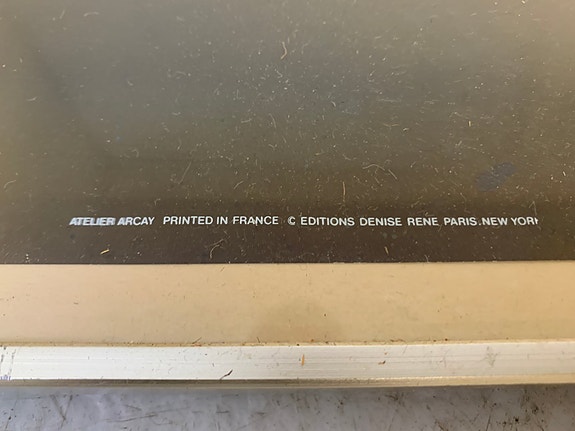 ATELIER ARCAY PRINTED IN FRANCE © EDITIONS DENISE RENE PARIS.NEW YORK